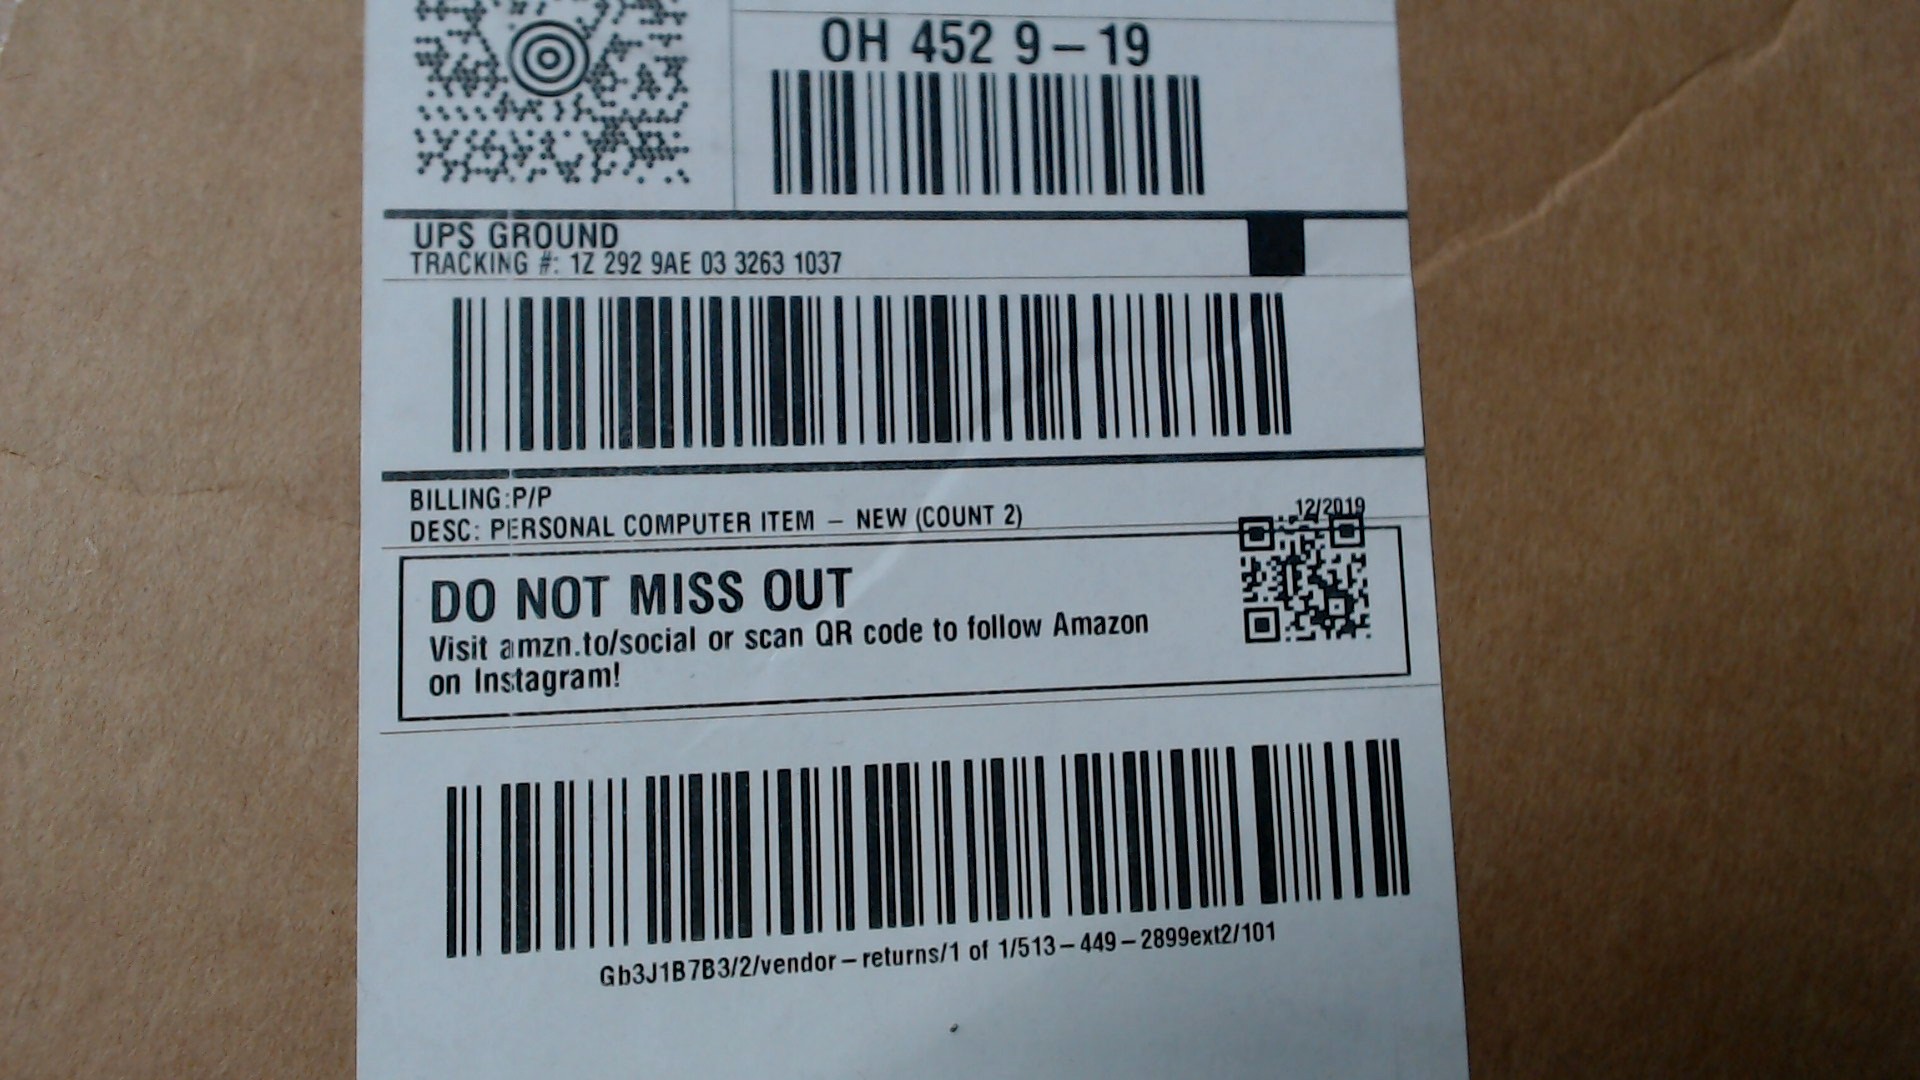 OH 452 9-19
UPS GROUND
TRACKING #: 1Z 292 9AE 03 3263 1037
BILLING:P/P
DESC: PERSONAL COMPUTER ITEM - NEW (COUNT 2)
12/2019
DO NOT MISS OUT
Visit amzn.to/social or scan QR code to follow Amazon
on Instagram!
Gb3J1B7B3/2/vendor-returns/1 of 1/513-449-2899ext2/101